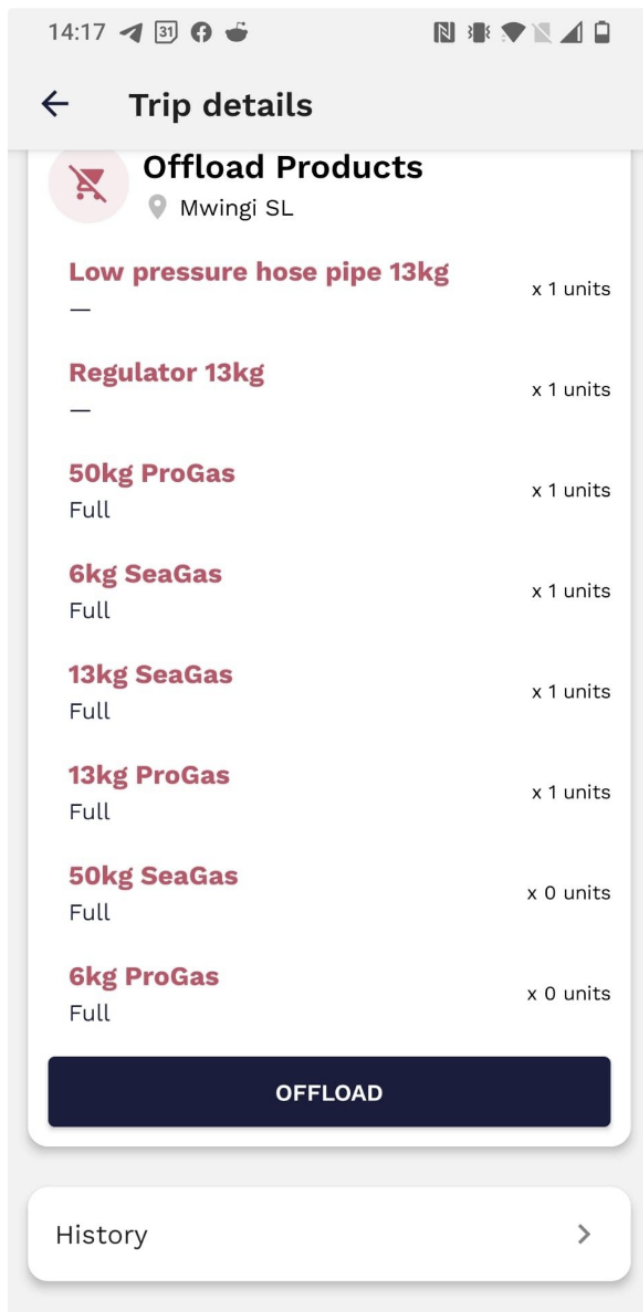 14:17 31
Trip details
Offload Products
Mwingi SL
Low pressure hose pipe 13kg
x 1 units
—
Regulator 13kg
x 1 units
—
50kg ProGas
x 1 units
Full
6kg SeaGas
x 1 units
Full
13kg SeaGas
x 1 units
Full
13kg ProGas
x 1 units
Full
50kg SeaGas
x 0 units
Full
6kg ProGas
x 0 units
Full
OFFLOAD
History